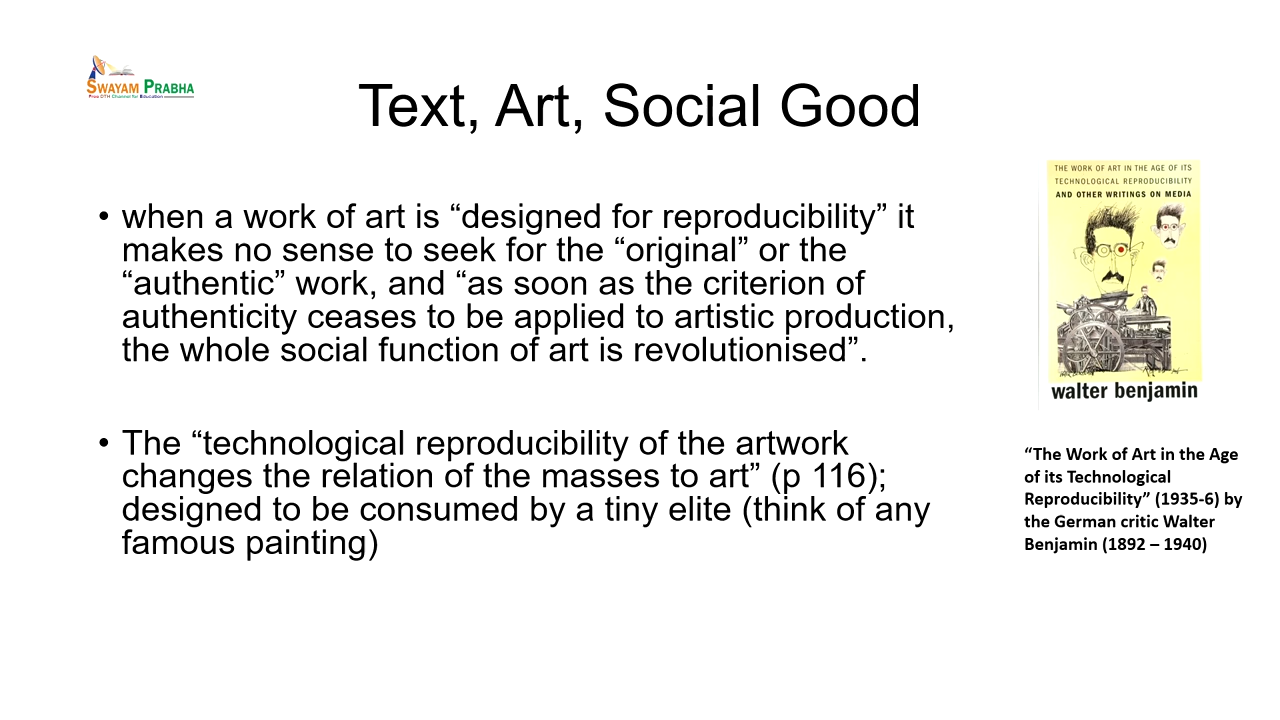 SWAYAM PRABHA
Free DTH Channel for Education
Text, Art, Social Good
• when a work of art is “designed for reproducibility” it
makes no sense to seek for the “original” or the
“authentic” work, and “as soon as the criterion of
authenticity ceases to be applied to artistic production,
the whole social function of art is revolutionised”.
• The “technological reproducibility of the artwork
changes the relation of the masses to art” (p 116);
designed to be consumed by a tiny elite (think of any
famous painting)
THE WORK OF ART IN THE AGE OF ITS
TECHNOLOGICAL REPRODUCIBILITY
AND OTHER WRITINGS ON MEDIA
walter benjamin
“The Work of Art in the Age
of its Technological
Reproducibility” (1935-6) by
the German critic Walter
Benjamin (1892 – 1940)